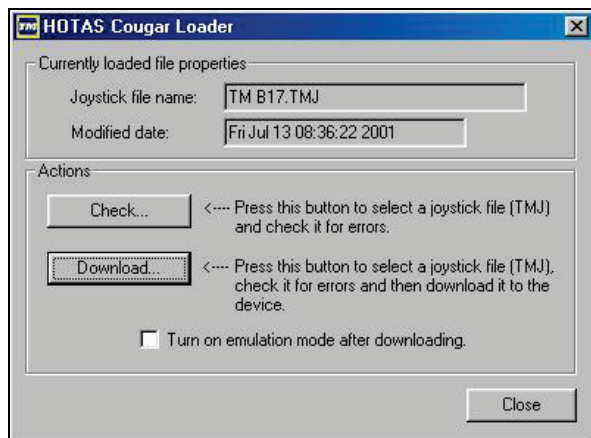 TM HOTAS Cougar Loader
Currently loaded file properties
Joystick file name: TM B17.TMJ
Modified date: Fri Jul 13 08:36:22 2001
Actions
Check... <---- Press this button to select a joystick file (TMJ)
and check it for errors.
Download... <---- Press this button to select a joystick file (TMJ),
check it for errors and then download it to the
device.
Turn on emulation mode after downloading.
Close